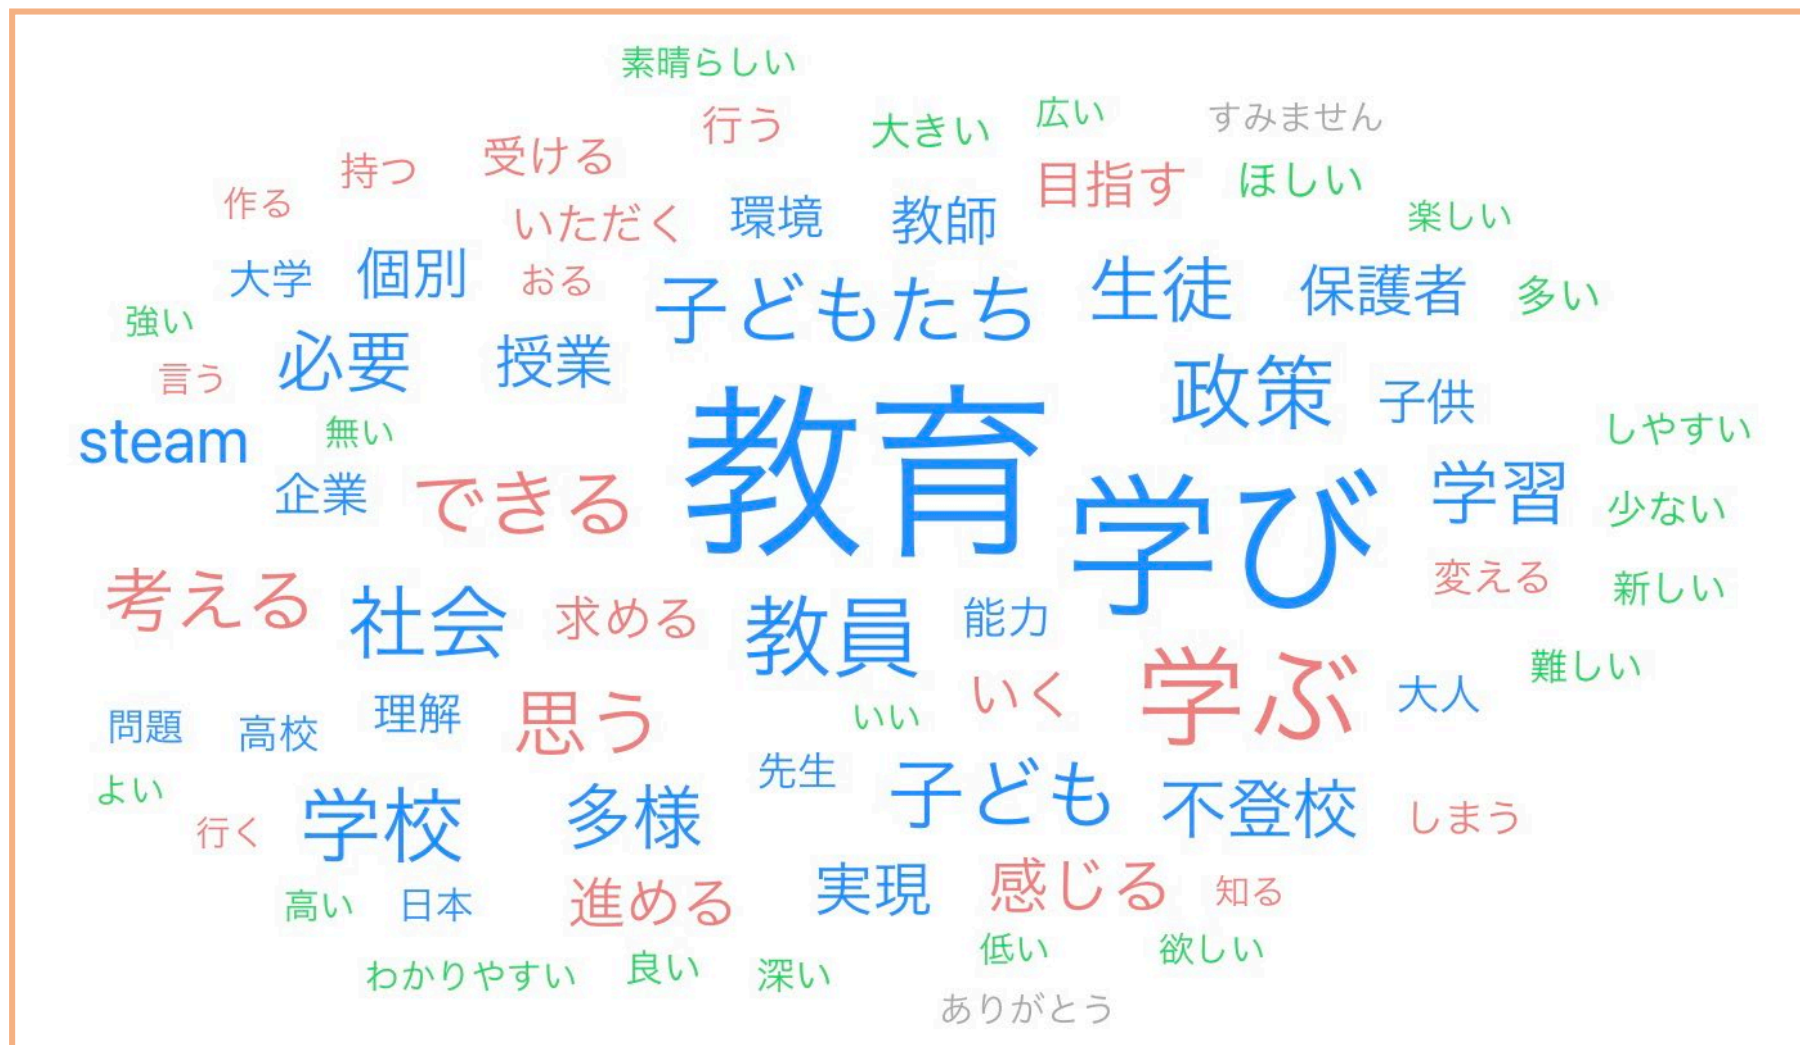 素晴らしい
行う 大きい 広い すみません
作る 持つ 受ける 目指す ほしい
いただく 環境 教師 楽しい
大学 個別 おる 子どもたち 生徒 保護者 多い
強い
言う 必要 授業 政策 子供
steam 無い 教育 しやすい
企業 できる 学び 学習 少ない
考える 社会 求める 教員 能力 変える 新しい
問題 高校 理解 思う いい いく 学ぶ 大人 難しい
よい 先生
行く 学校 多様 子ども 不登校 しまう
高い 日本 進める 実現 感じる 知る
わかりやすい 良い 深い 低い 欲しい
ありがとう